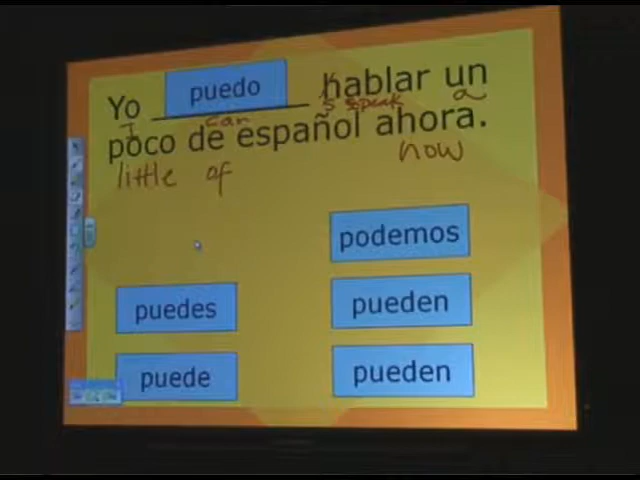 Yo puedo hablar un
I can speak a
poco de español ahora.
little of now
podemos
puedes pueden
puede pueden